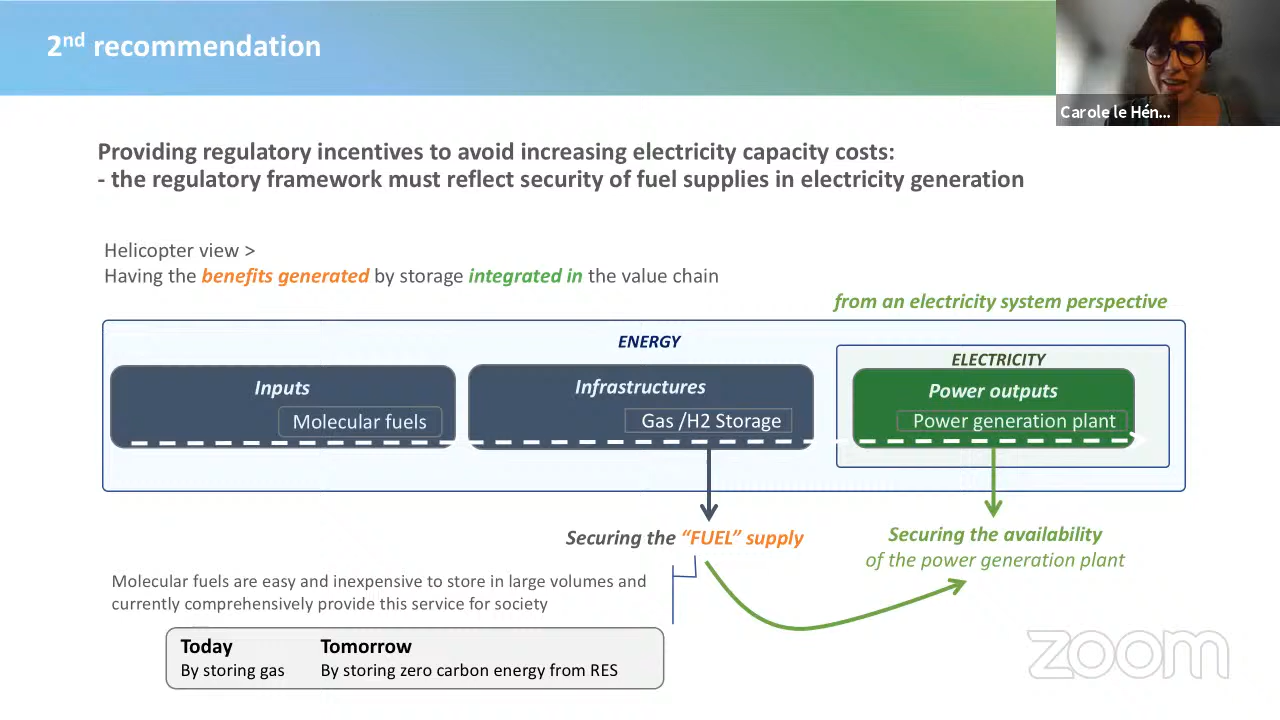 2nd recommendation
Carole le Hén...
Providing regulatory incentives to avoid increasing electricity capacity costs:
- the regulatory framework must reflect security of fuel supplies in electricity generation
Helicopter view >
Having the benefits generated by storage integrated in the value chain
from an electricity system perspective
ENERGY
ELECTRICITY
Inputs
Molecular fuels
Infrastructures
Gas /H2 Storage
Power outputs
Power generation plant
Securing the “FUEL” supply
Securing the availability
of the power generation plant
Molecular fuels are easy and inexpensive to store in large volumes and
currently comprehensively provide this service for society
Today
By storing gas
Tomorrow
By storing zero carbon energy from RES
zoom